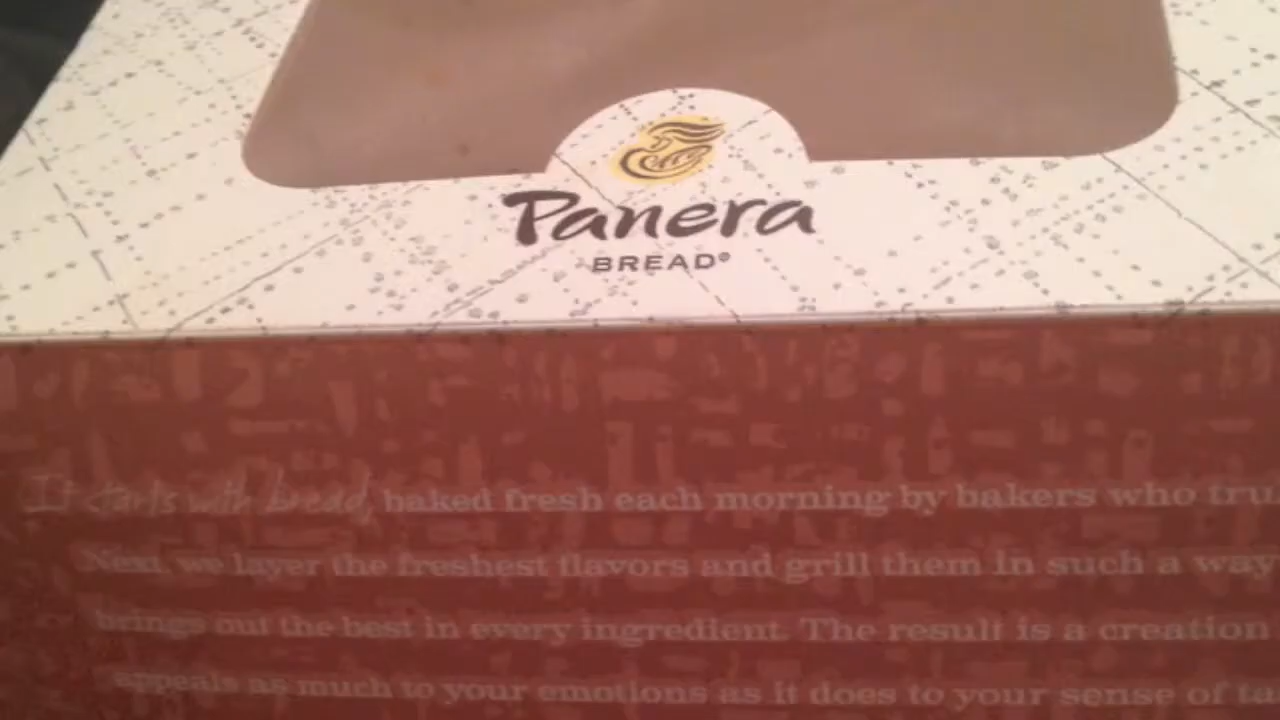 Panera
BREAD®
It starts with bread, baked fresh each morning by bakers who
Next we layer the freshest flavors and grill them in such a way
brings out the best in every ingredient. The result is a creation
appeals as much to your emotions as it does to your sense of